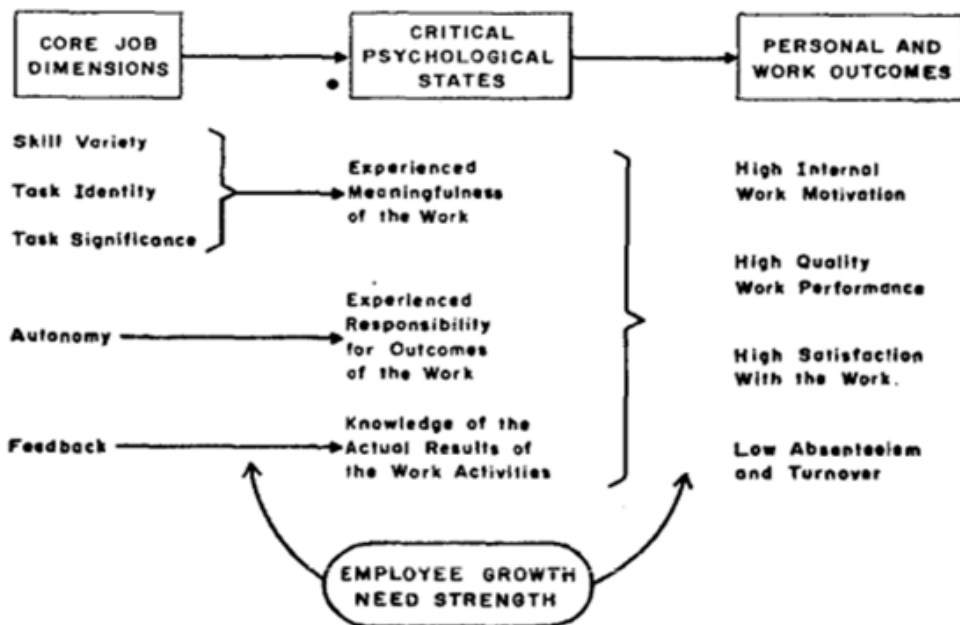 CORE JOB
DIMENSIONS
CRITICAL
PSYCHOLOGICAL
STATES
PERSONAL AND
WORK OUTCOMES
Skill Variety
Task Identity
Task Significance
Experienced
Meaningfulness
of the Work
Autonomy
Experienced
Responsibility
for Outcomes
of the Work
Feedback
Knowledge of the
Actual Results of
the Work Activities
High Internal
Work Motivation
High Quality
Work Performance
High Satisfaction
With the Work.
Low Absenteeism
and Turnover
EMPLOYEE GROWTH
NEED STRENGTH